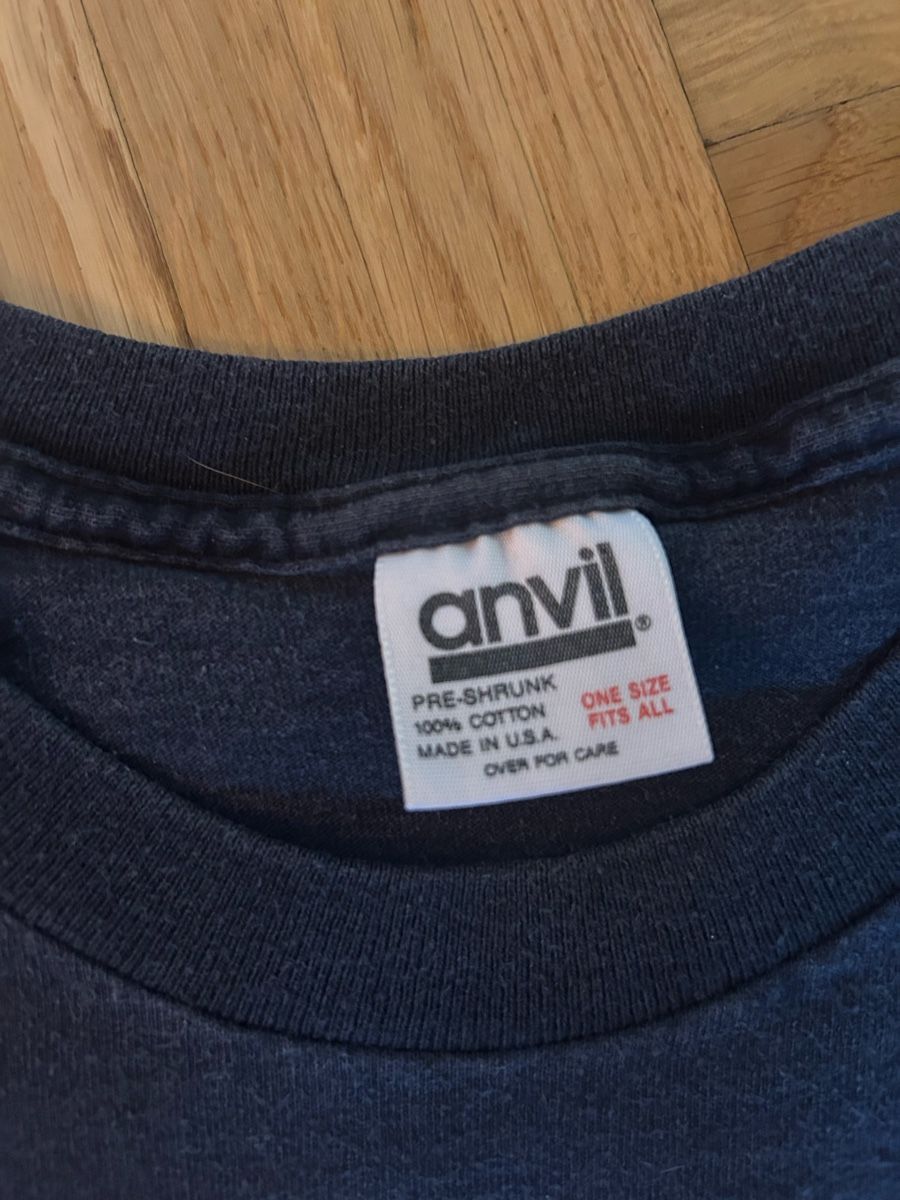 anvil®
PRE-SHRUNK
100% COTTON
MADE IN U.S.A.
ONE SIZE
FITS ALL
OVER FOR CARE